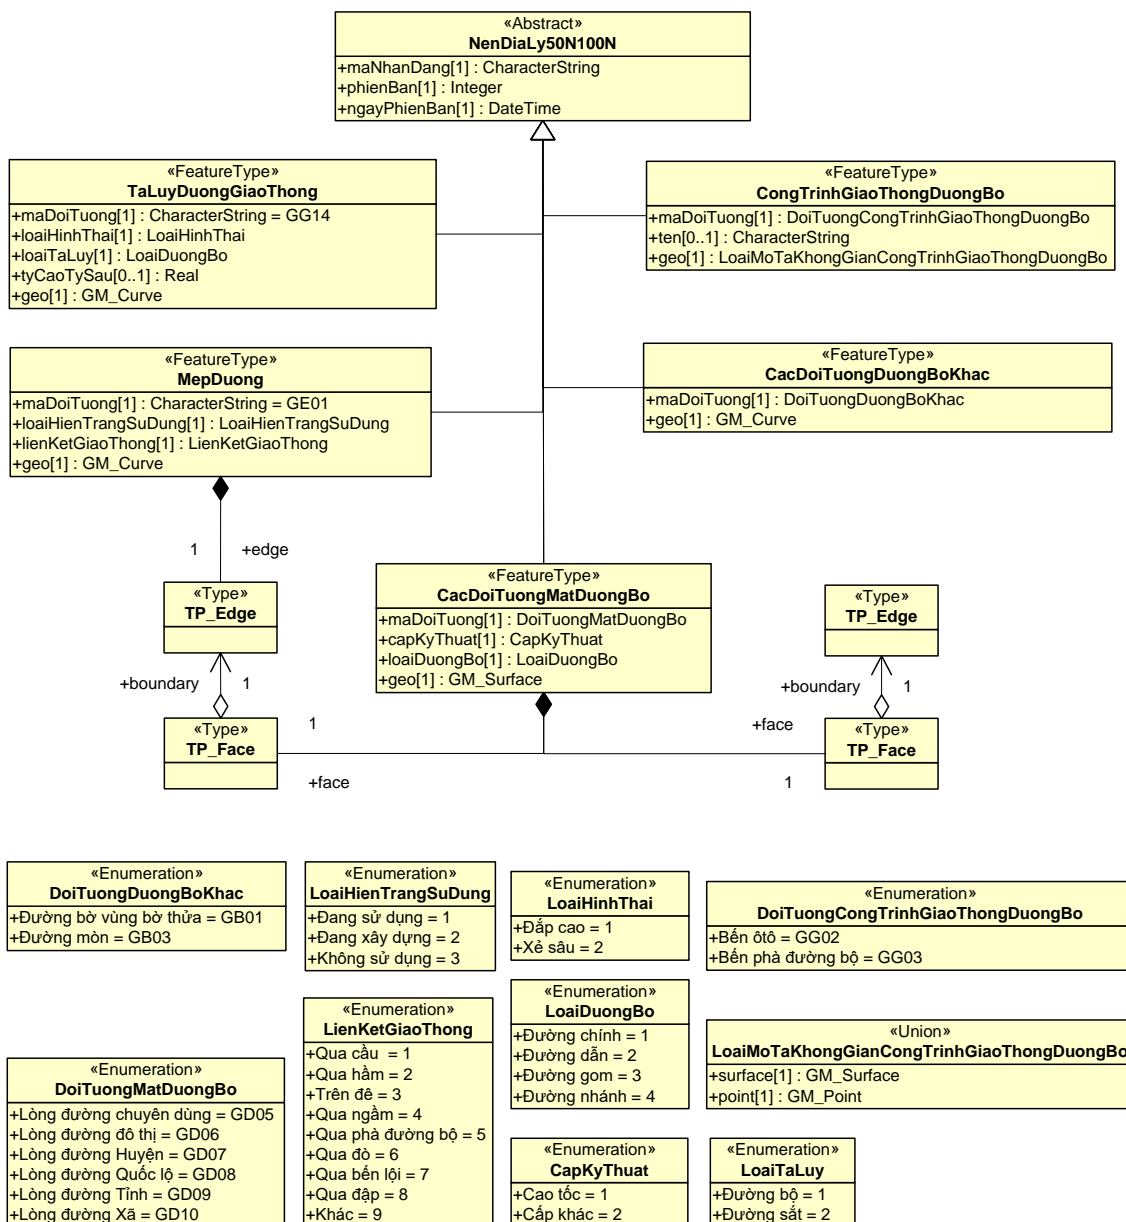 «Abstract»
NenDiaLy50N100N
+maNhanDang[1] : CharacterString
+phienBan[1] : Integer
+ngayPhienBan[1] : DateTime
«FeatureType»
TaLuyDuongGiaoThong
+maDoiTuong[1] : CharacterString = GG14
+loaiHinhThai[1] : LoaiHinhThai
+loaiTaLuy[1] : LoaiDuongBo
+tyCaoTySau[0..1] : Real
+geo[1] : GM_Curve
«FeatureType»
CongTrinhGiaoThongDuongBo
+maDoiTuong[1] : DoiTuongCongTrinhGiaoThongDuongBo
+ten[0..1] : CharacterString
+geo[1] : LoaiMoTaKhongGianCongTrinhGiaoThongDuongBo
«FeatureType»
MepDuong
+maDoiTuong[1] : CharacterString = GE01
+loaiHienTrangSuDung[1] : LoaiHienTrangSuDung
+lienKetGiaoThong[1] : LienKetGiaoThong
+geo[1] : GM_Curve
«FeatureType»
CacDoiTuongDuongBoKhac
+maDoiTuong[1] : DoiTuongDuongBoKhac
+geo[1] : GM_Curve
1
+edge
«Type»
TP_Edge
«FeatureType»
CacDoiTuongMatDuongBo
+maDoiTuong[1] : DoiTuongMatDuongBo
+capKyThuat[1] : CapKyThuat
+loaiDuongBo[1] : LoaiDuongBo
+geo[1] : GM_Surface
«Type»
TP_Edge
+boundary
1
+boundary
1
«Type»
TP_Face
1
+face
+face
1
«Type»
TP_Face
«Enumeration»
DoiTuongDuongBoKhac
+Đường bờ vùng bờ thửa = GB01
+Đường mòn = GB03
«Enumeration»
LoaiHienTrangSuDung
+Đang sử dụng = 1
+Đang xây dựng = 2
+Không sử dụng = 3
«Enumeration»
LoaiHinhThai
+Đắp cao = 1
+Xẻ sâu = 2
«Enumeration»
DoiTuongCongTrinhGiaoThongDuongBo
+Bến ôtô = GG02
+Bến phà đường bộ = GG03
«Enumeration»
DoiTuongMatDuongBo
+Lòng đường chuyên dùng = GD05
+Lòng đường đô thị = GD06
+Lòng đường Huyện = GD07
+Lòng đường Quốc lộ = GD08
+Lòng đường Tỉnh = GD09
+Lòng đường Xã = GD10
«Enumeration»
LienKetGiaoThong
+Qua cầu = 1
+Qua hầm = 2
+Trên đê = 3
+Qua ngầm = 4
+Qua phà đường bộ = 5
+Qua đò = 6
+Qua bến lội = 7
+Qua đập = 8
+Khác = 9
«Enumeration»
LoaiDuongBo
+Đường chính = 1
+Đường dẫn = 2
+Đường gom = 3
+Đường nhánh = 4
«Union»
LoaiMoTaKhongGianCongTrinhGiaoThongDuongBo
+surface[1] : GM_Surface
+point[1] : GM_Point
«Enumeration»
CapKyThuat
+Cao tốc = 1
+Cấp khác = 2
«Enumeration»
LoaiTaLuy
+Đường bộ = 1
+Đường sắt = 2